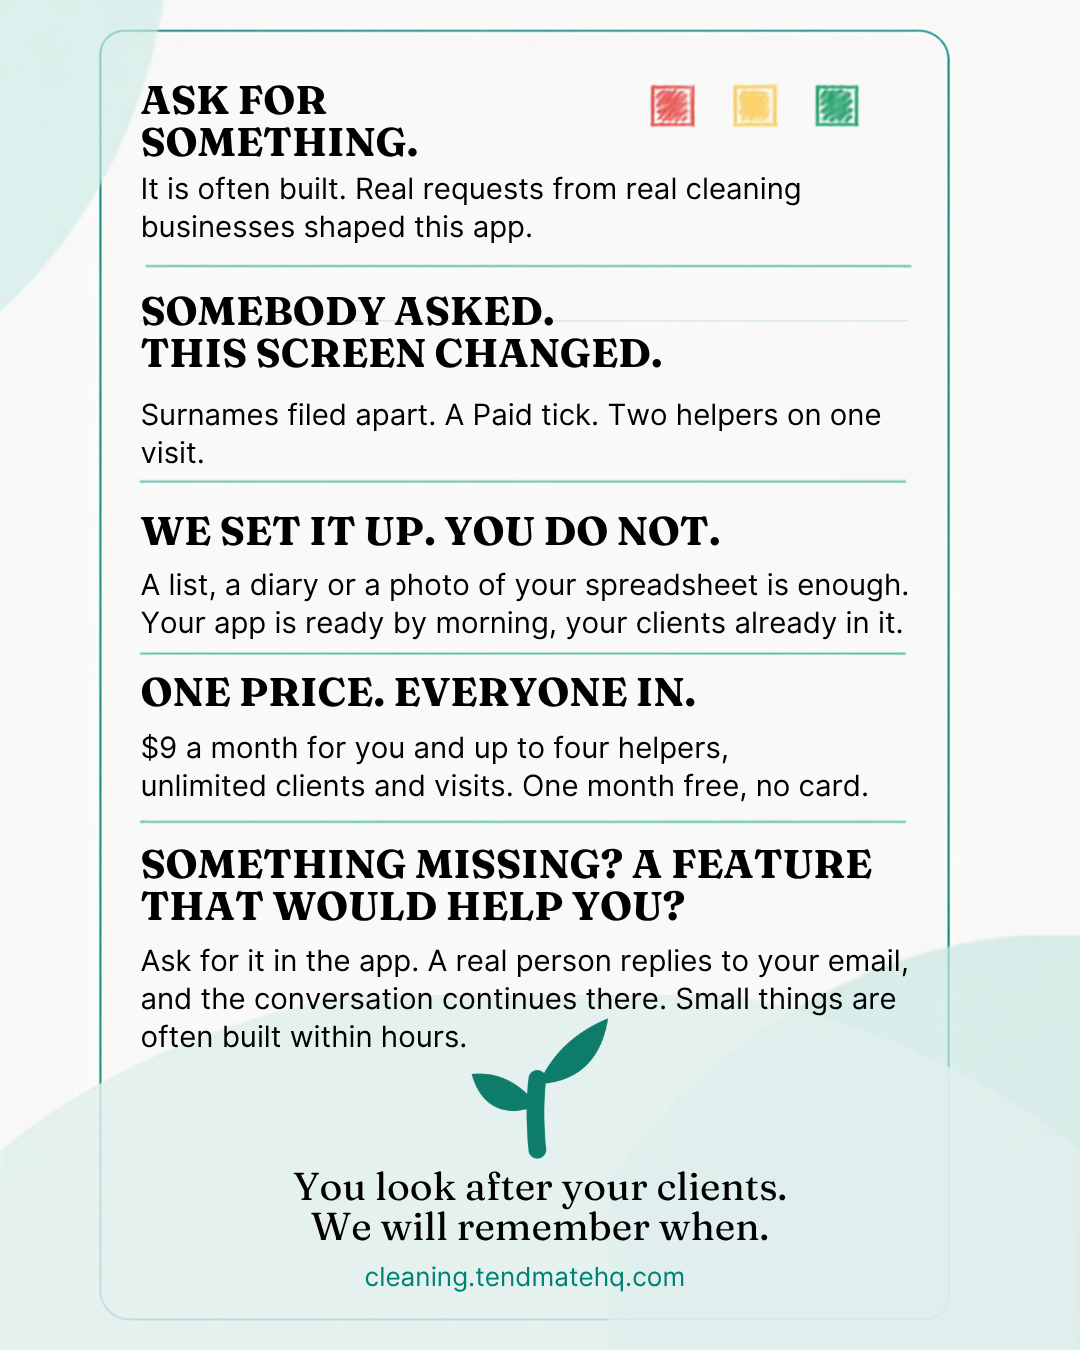 ASK FOR
SOMETHING.
It is often built. Real requests from real cleaning
businesses shaped this app.
SOMEBODY ASKED.
THIS SCREEN CHANGED.
Surnames filed apart. A Paid tick. Two helpers on one
visit.
WE SET IT UP. YOU DO NOT.
A list, a diary or a photo of your spreadsheet is enough.
Your app is ready by morning, your clients already in it.
ONE PRICE. EVERYONE IN.
$9 a month for you and up to four helpers,
unlimited clients and visits. One month free, no card.
SOMETHING MISSING? A FEATURE
THAT WOULD HELP YOU?
Ask for it in the app. A real person replies to your email,
and the conversation continues there. Small things are
often built within hours.
You look after your clients.
We will remember when.
cleaning.tendmatehq.com